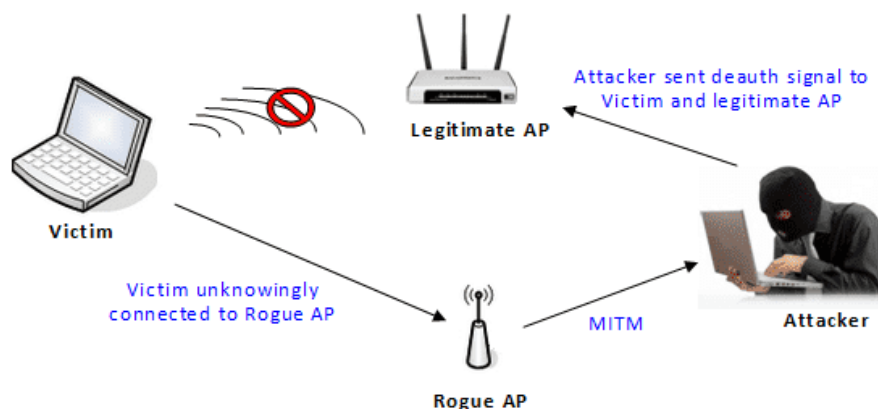 Attacker sent deauth signal to
Victim and legitimate AP
Legitimate AP
Victim
Victim unknowingly
connected to Rogue AP
MITM
Attacker
Rogue AP